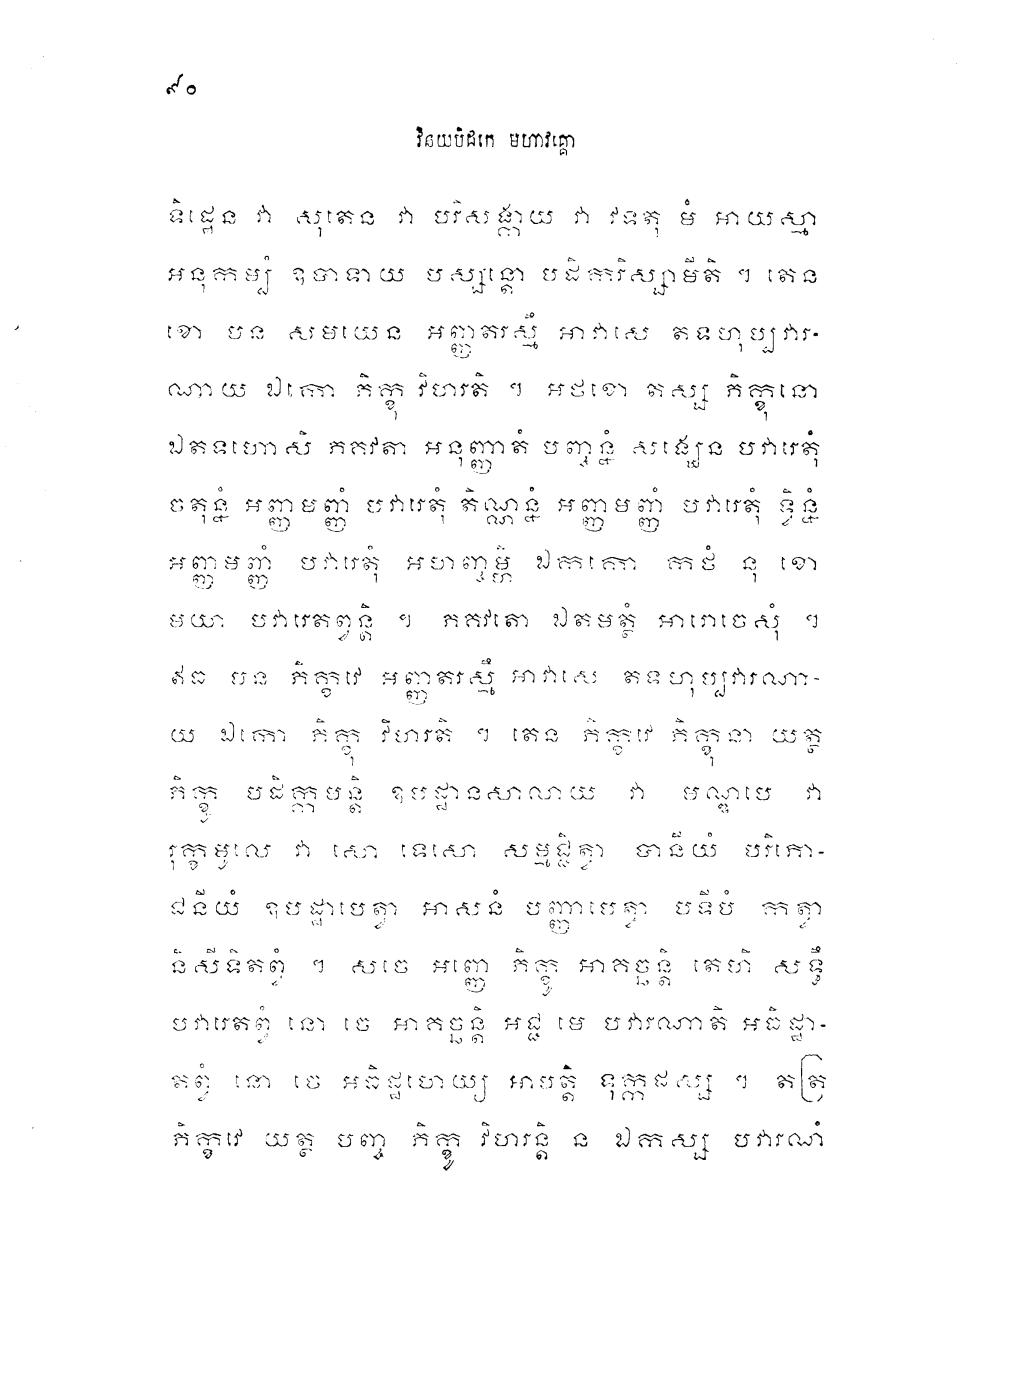 ៩០
វិនយបិដកេ មហាវគ្គោ
ទិដ្ឋេន វា សុតេន វា បរិសង្កាយ វា វទតុ មំ អាយស្មា
អនុកម្បំ ឧបាទាយ បស្សន្តោ បដិករិស្សាមីតិ ។ តេន
ខោ បន សមយេន អញ្ញតរស្មឹ អាវាសេ តទហុប្បវារ-
ណាយ ឯកោ ភិក្ខុ វិហរតិ ។ អថខោ តស្ស ភិក្ខុនោ
ឯតទហោសិ ភគវតា អនុញ្ញាតំ បញ្ចន្នំ សង្ឃេន បវារេតុំ
ចតុន្នំ អញ្ញមញ្ញំ បវារេតុំ តិណ្ណន្នំ អញ្ញមញ្ញំ បវារេតុំ ទ្វិន្នំ
អញ្ញមញ្ញំ បវារេតុំ អហញ្ចម្ហិ ឯកកោ កថំ នុ ខោ
មយា បវារេតព្វន្តិ ។ ភគវតោ ឯតមត្ថំ អារោចេសុំ ។
ឥធ បន ភិក្ខវេ អញ្ញតរស្មឹ អាវាសេ តទហុប្បវារណា-
យ ឯកោ ភិក្ខុ វិហរតិ ។ តេន ភិក្ខវេ ភិក្ខុនា យត្ថ
ភិក្ខូ បដិក្កបន្តិ ឧបដ្ឋានសាលាយ វា មណ្ឌបេ វា
រុក្ខមូលេ វា សោ ទេសោ សម្មជ្ជិត្វា បានីយំ បរិភោ-
ជនីយំ ឧបដ្ឋាបេត្វា អាសនំ បញ្ញាបេត្វា បទីបំ កត្វា
និសីទិតព្វំ ។ សចេ អញ្ញេ ភិក្ខូ អាគច្ឆន្តិ តេហិ សទ្ធឹ
បវារេតព្វំ នោ ចេ អាគច្ឆន្តិ អជ្ជ មេ បវារណាតិ អធិដ្ឋា-
តព្វំ នោ ចេ អធិដ្ឋហេយ្យ អាបត្តិ ទុក្កដស្ស ។ តត្រ
ភិក្ខវេ យត្ថ បញ្ច ភិក្ខូ វិហរន្តិ ន ឯកស្ស បវារណំ